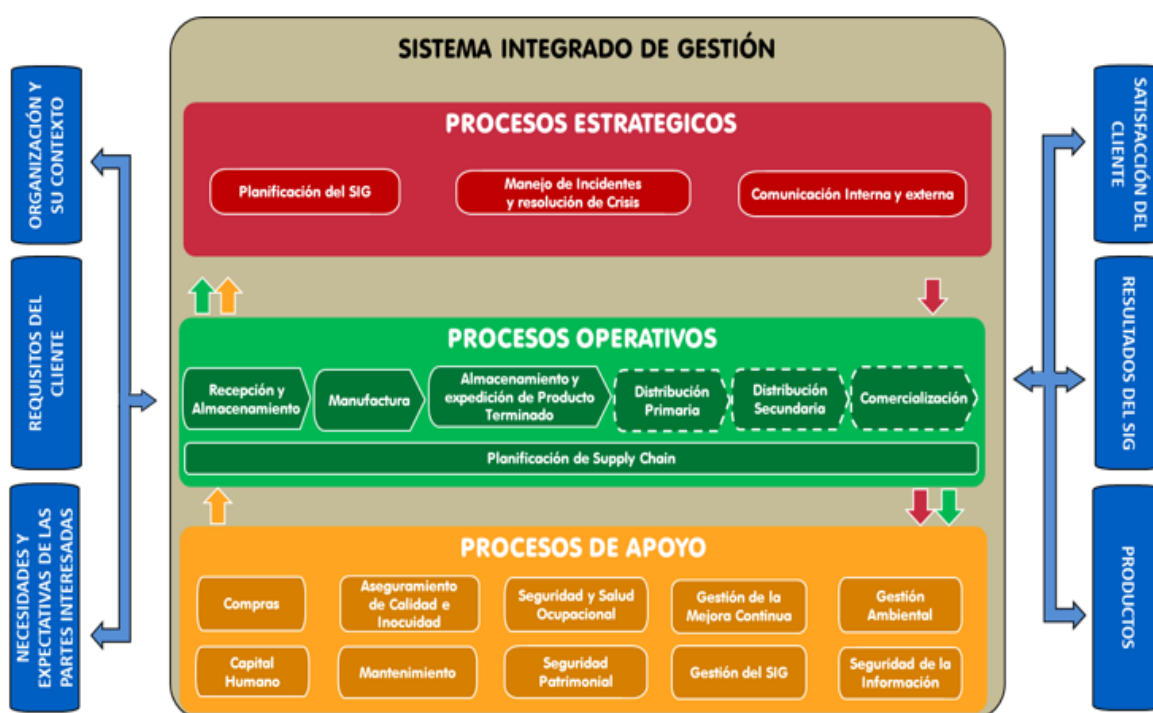 SISTEMA INTEGRADO DE GESTIÓN
ORGANIZACIÓN Y
SU CONTEXTO
REQUISITOS DEL
CLIENTE
NECESIDADES Y
EXPECTATIVAS DE LAS
PARTES INTERESADAS
PROCESOS ESTRATEGICOS
Planificación del SIG
Manejo de Incidentes
y resolución de Crisis
Comunicación Interna y externa
PROCESOS OPERATIVOS
Recepción y
Almacenamiento
Manufactura
Almacenamiento y
expedición de Producto
Terminado
Distribución
Primaria
Distribución
Secundaria
Comercialización
Planificación de Supply Chain
PROCESOS DE APOYO
Compras
Aseguramiento
de Calidad e
Inocuidad
Seguridad y Salud
Ocupacional
Gestión de la
Mejora Continua
Gestión
Ambiental
Capital
Humano
Mantenimiento
Seguridad
Patrimonial
Gestión del SIG
Seguridad de la
Información
SATISFACCIÓN DEL
CLIENTE
RESULTADOS DEL SIG
PRODUCTOS